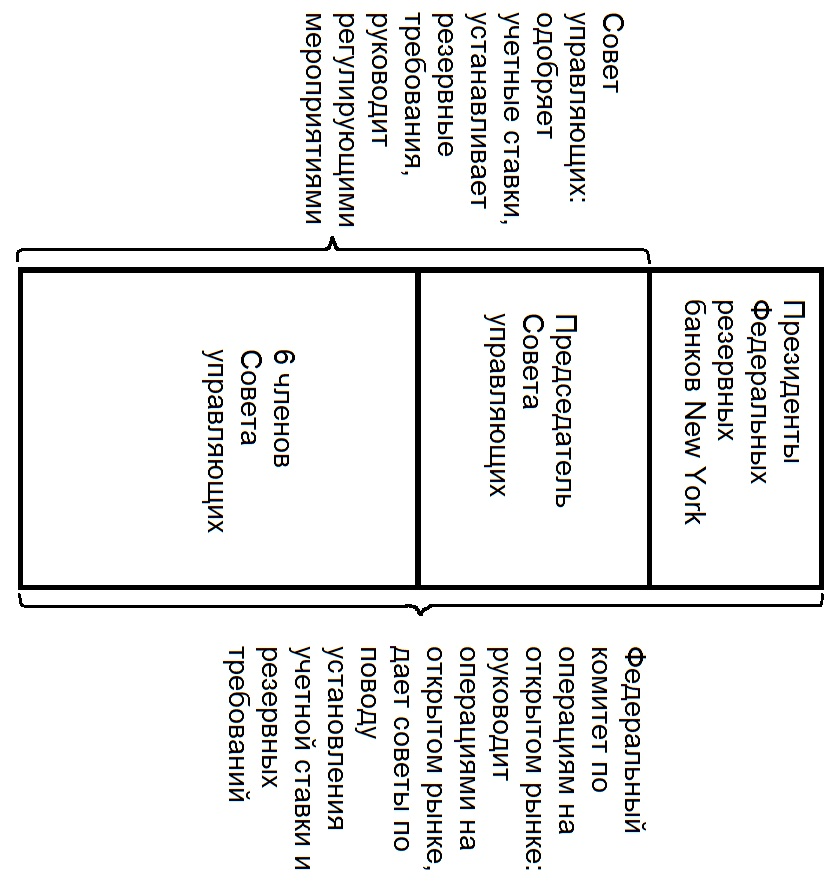 Совет
управляющих:
одобряет
учетные ставки,
устанавливает
резервные
требования,
руководит
регулирующими
мероприятиями
Президенты
Федеральных
резервных
банков New York
Председатель
Совета
управляющих
6 членов
Совета
управляющих
Федеральный
комитет по
операциям на
открытом рынке:
руководит
операциями на
открытом рынке,
дает советы по
поводу
установления
учетной ставки и
резервных
требований